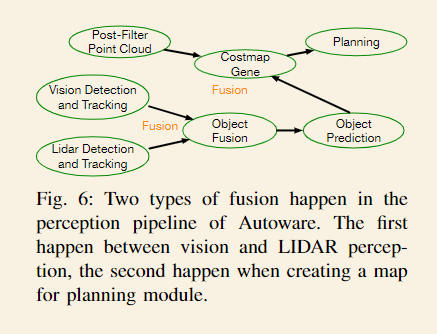 Post-Filter
Point Cloud
Planning
Costmap
Gene
Fusion
Vision Detection
and Tracking
Fusion
Object
Fusion
Object
Prediction
Lidar Detection
and Tracking
Fig. 6: Two types of fusion happen in the
perception pipeline of Autoware. The first
happen between vision and LIDAR percep-
tion, the second happen when creating a map
for planning module.